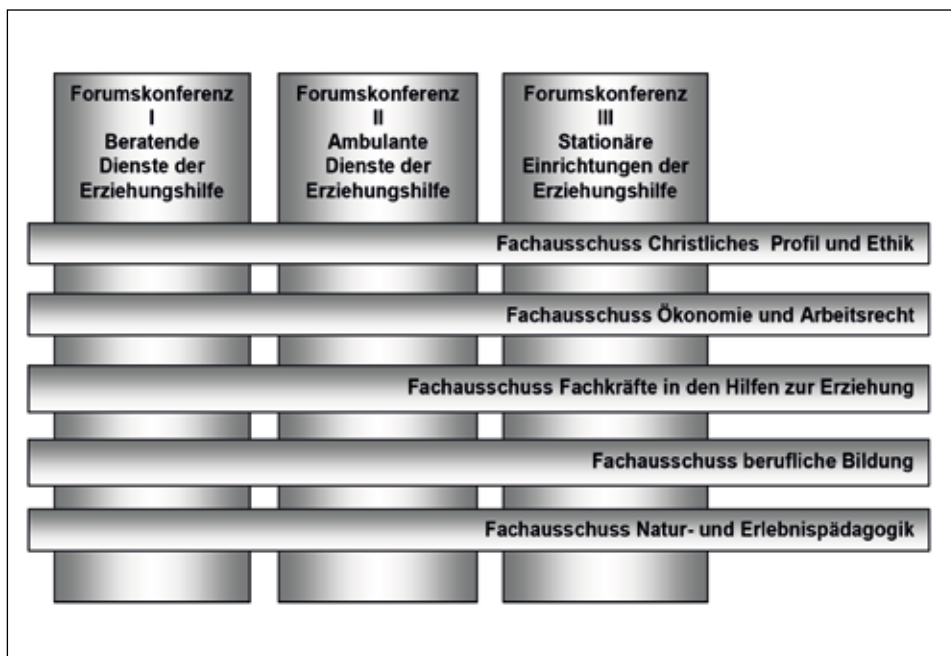 Forumskonferenz
I
Beratende
Dienste der
Erziehungshilfe
Forumskonferenz
II
Ambulante
Dienste der
Erziehungshilfe
Forumskonferenz
III
Stationäre
Einrichtungen der
Erziehungshilfe
Fachausschuss Christliches Profil und Ethik
Fachausschuss Ökonomie und Arbeitsrecht
Fachausschuss Fachkräfte in den Hilfen zur Erziehung
Fachausschuss berufliche Bildung
Fachausschuss Natur- und Erlebnispädagogik